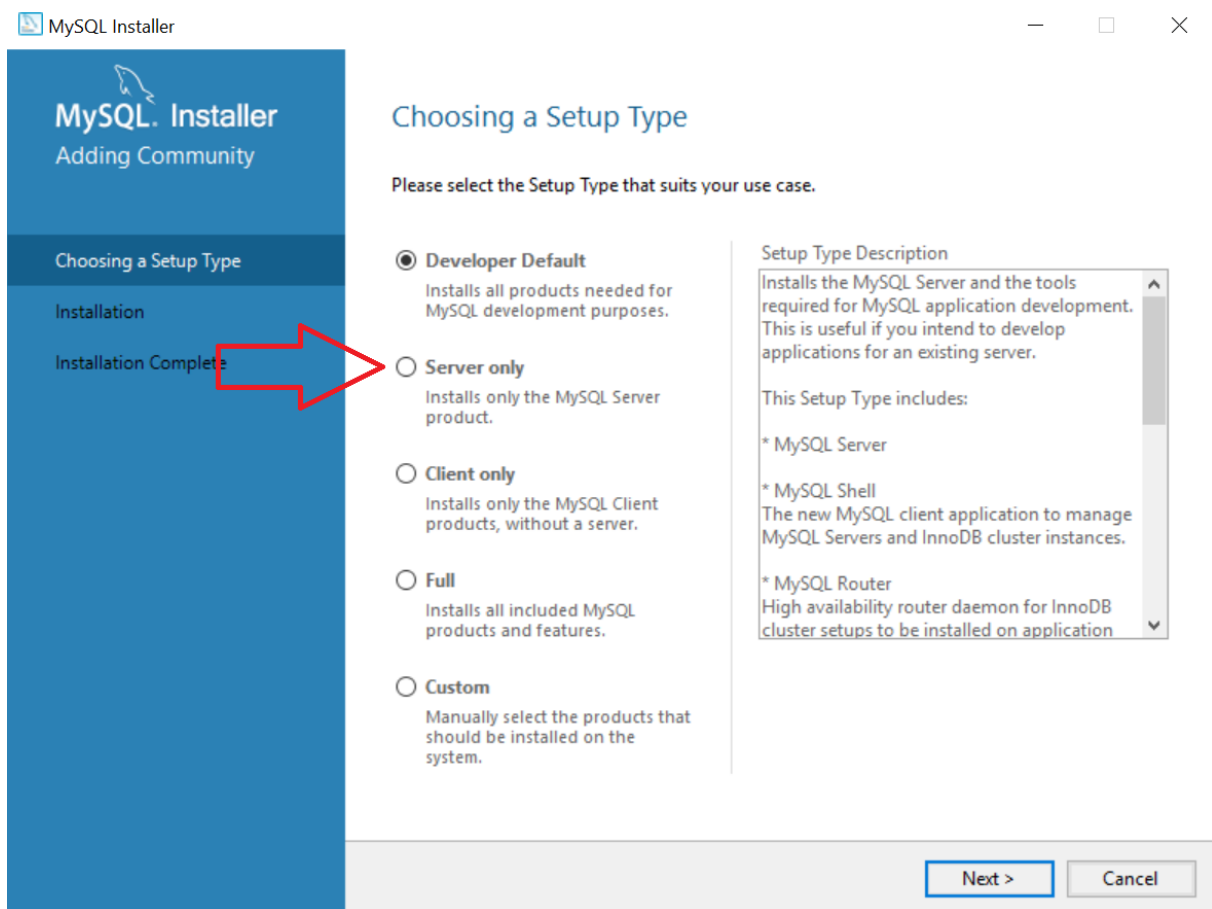 MySQL Installer
MySQL. Installer
Adding Community
Choosing a Setup Type
Installation
Installation Complete
Choosing a Setup Type
Please select the Setup Type that suits your use case.
Developer Default
Installs all products needed for
MySQL development purposes.
Server only
Installs only the MySQL Server
product.
Client only
Installs only the MySQL Client
products, without a server.
Full
Installs all included MySQL
products and features.
Custom
Manually select the products that
should be installed on the
system.
Setup Type Description
Installs the MySQL Server and the tools
required for MySQL application development.
This is useful if you intend to develop
applications for an existing server.
This Setup Type includes:
* MySQL Server
* MySQL Shell
The new MySQL client application to manage
MySQL Servers and InnoDB cluster instances.
* MySQL Router
High availability router daemon for InnoDB
cluster setups to be installed on application
Next >
Cancel